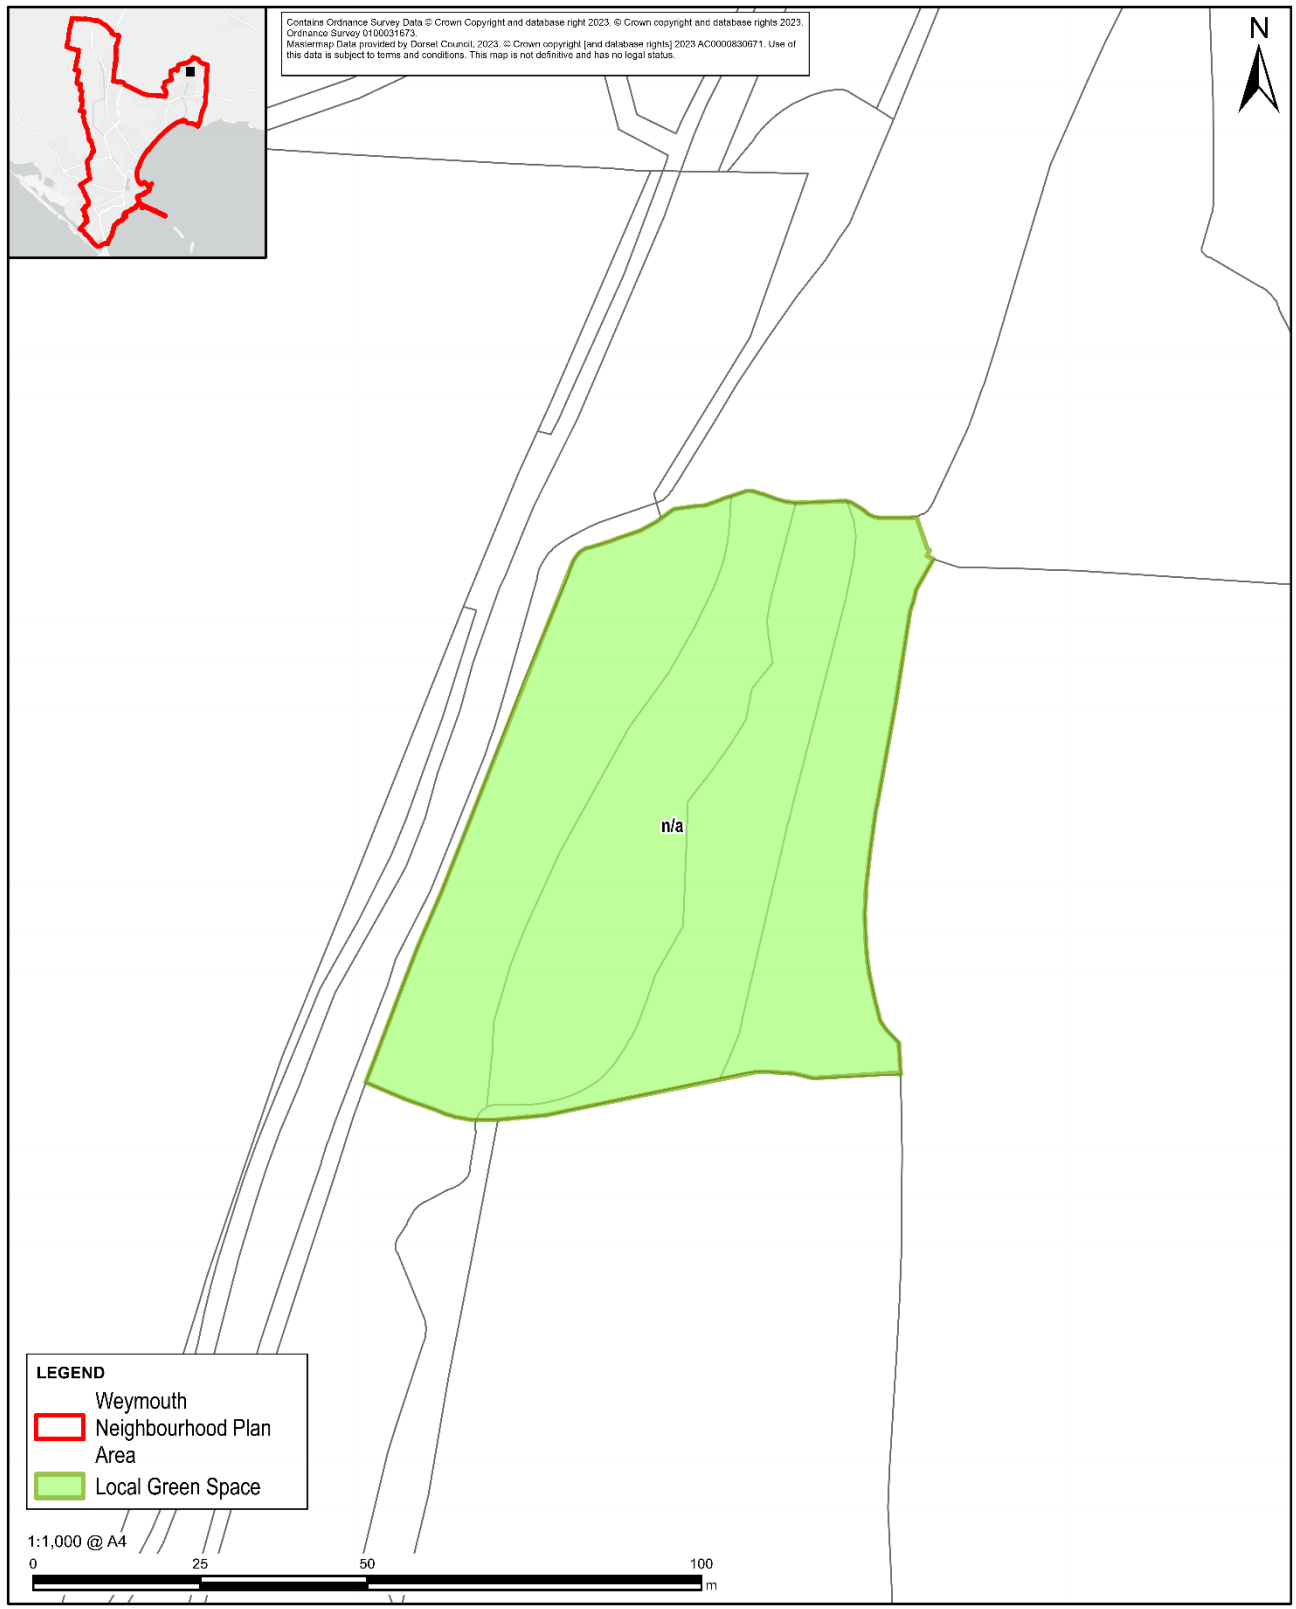 Contains Ordnance Survey Data © Crown Copyright and database right 2023. © Crown copyright and database rights 2023.
Ordnance Survey 0100031673.
Mastermap Data provided by Dorset Council, 2023. © Crown copyright [and database rights] 2023 AC0000830671. Use of
this data is subject to terms and conditions. This map is not definitive and has no legal status.
N
n/a
LEGEND
Weymouth
Neighbourhood Plan
Area
Local Green Space
1:1,000 @ A4
0 25 50 100
m